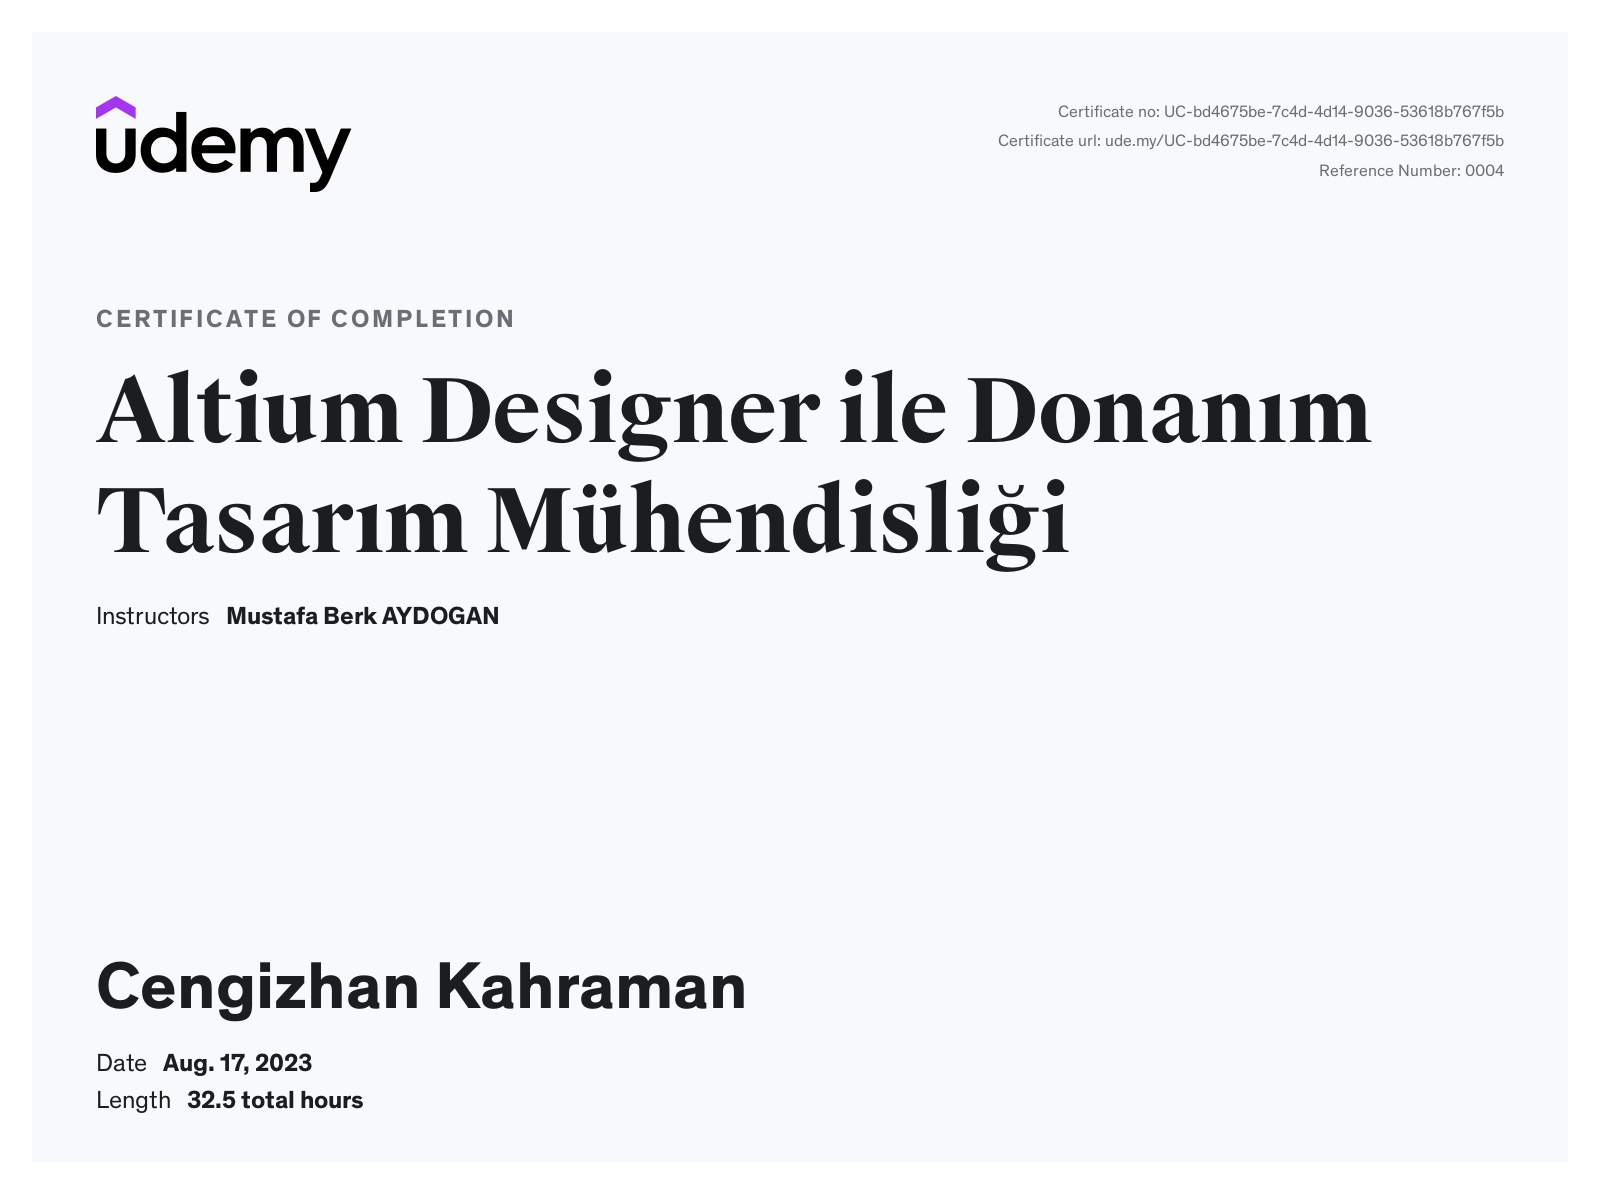 udemy
Certificate no: UC-bd4675be-7c4d-4d14-9036-53618b767f5b
Certificate url: ude.my/UC-bd4675be-7c4d-4d14-9036-53618b767f5b
Reference Number: 0004
CERTIFICATE OF COMPLETION
Altium Designer ile Donanım
Tasarım Mühendisliği
Instructors Mustafa Berk AYDOGAN
Cengizhan Kahraman
Date Aug. 17, 2023
Length 32.5 total hours